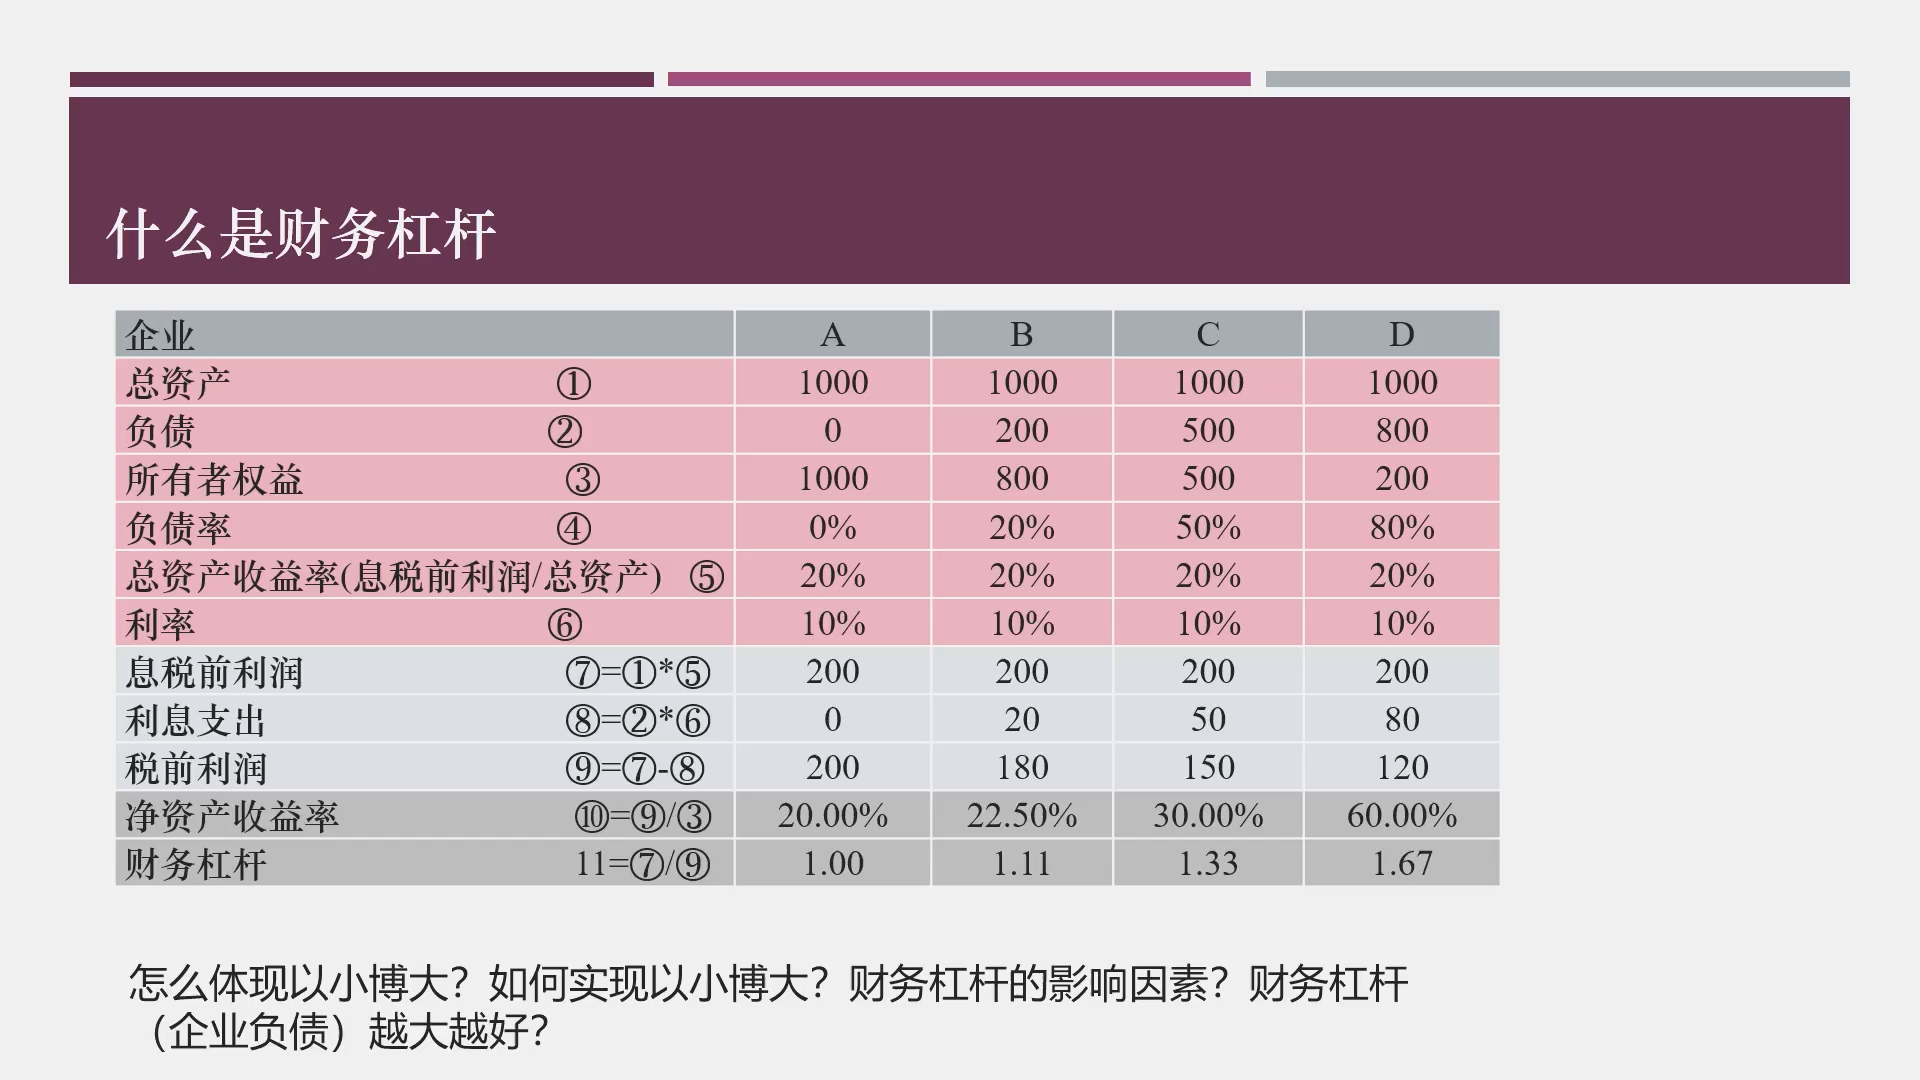 什么是财务杠杆
企业 A B C D
总资产 ① 1000 1000 1000 1000
负债 ② 0 200 500 800
所有者权益 ③ 1000 800 500 200
负债率 ④ 0% 20% 50% 80%
总资产收益率(息税前利润/总资产) ⑤ 20% 20% 20% 20%
利率 ⑥ 10% 10% 10% 10%
息税前利润 ⑦=①*⑤ 200 200 200 200
利息支出 ⑧=②*⑥ 0 20 50 80
税前利润 ⑨=⑦-⑧ 200 180 150 120
净资产收益率 ⑩=⑨/③ 20.00% 22.50% 30.00% 60.00%
财务杠杆 11=⑦/⑨ 1.00 1.11 1.33 1.67
怎么体现以小博大？如何实现以小博大？财务杠杆的影响因素？财务杠杆
（企业负债）越大越好？